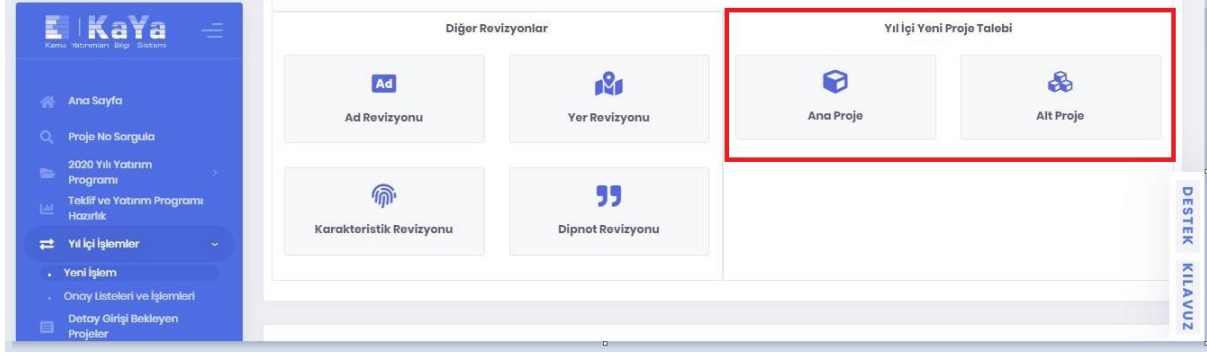 KaYa
Kamu Yatırımları Bilgi Sistemi
Ana Sayfa
Proje No Sorgula
2020 Yılı Yatırım
Programı
Teklif ve Yatırım Programı
Hazırlık
Yıl İçi İşlemler
Yeni İşlem
Onay Listeleri ve İşlemleri
Detay Girişi Bekleyen
Projeler
Diğer Revizyonlar
Ad
Ad Revizyonu
Yer Revizyonu
Karakteristik Revizyonu
Dipnot Revizyonu
Yıl İçi Yeni Proje Talebi
Ana Proje
Alt Proje
DESTEK
KILAVUZ